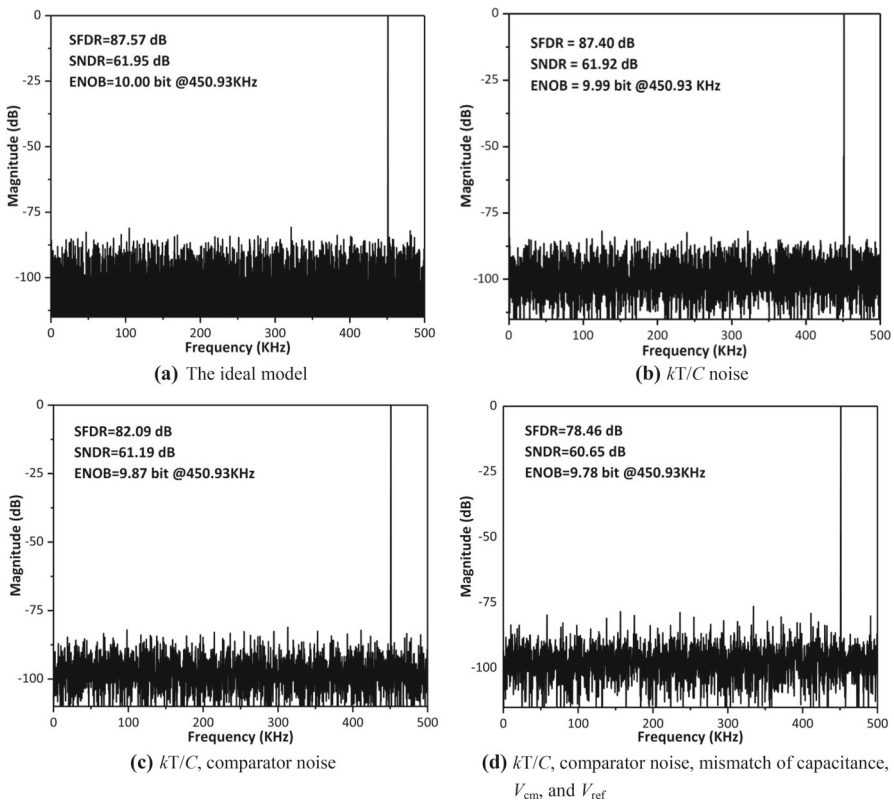 0
-25
-50
-75
-100
Magnitude (dB)
SFDR=87.57 dB
SNDR=61.95 dB
ENOB=10.00 bit @450.93KHz
0 100 200 300 400 500
Frequency (KHz)
(a) The ideal model
0
-25
-50
-75
-100
Magnitude (dB)
SFDR = 87.40 dB
SNDR = 61.92 dB
ENOB = 9.99 bit @450.93 KHz
0 100 200 300 400 500
Frequency (KHz)
(b) kT/C noise
0
-25
-50
-75
-100
Magnitude (dB)
SFDR=82.09 dB
SNDR=61.19 dB
ENOB=9.87 bit @450.93KHz
0 100 200 300 400 500
Frequency (KHz)
(c) kT/C, comparator noise
0
-25
-50
-75
-100
Magnitude (dB)
SFDR=78.46 dB
SNDR=60.65 dB
ENOB=9.78 bit @450.93KHz
0 100 200 300 400 500
Frequency (KHz)
(d) kT/C, comparator noise, mismatch of capacitance,
Vcm, and Vref